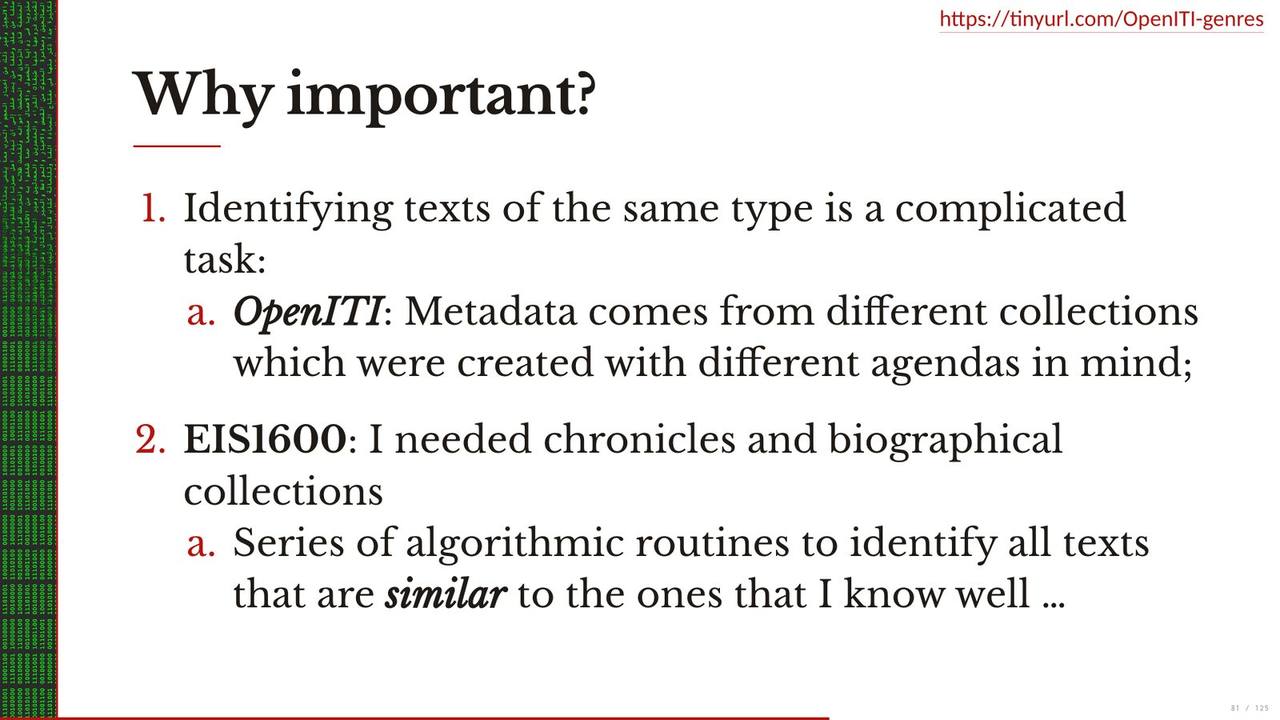 https://tinyurl.com/OpenITI-genres
Why important?
1. Identifying texts of the same type is a complicated
task:
a. OpenITI: Metadata comes from different collections
which were created with different agendas in mind;
2. EIS1600: I needed chronicles and biographical
collections
a. Series of algorithmic routines to identify all texts
that are similar to the ones that I know well ...
81 / 125